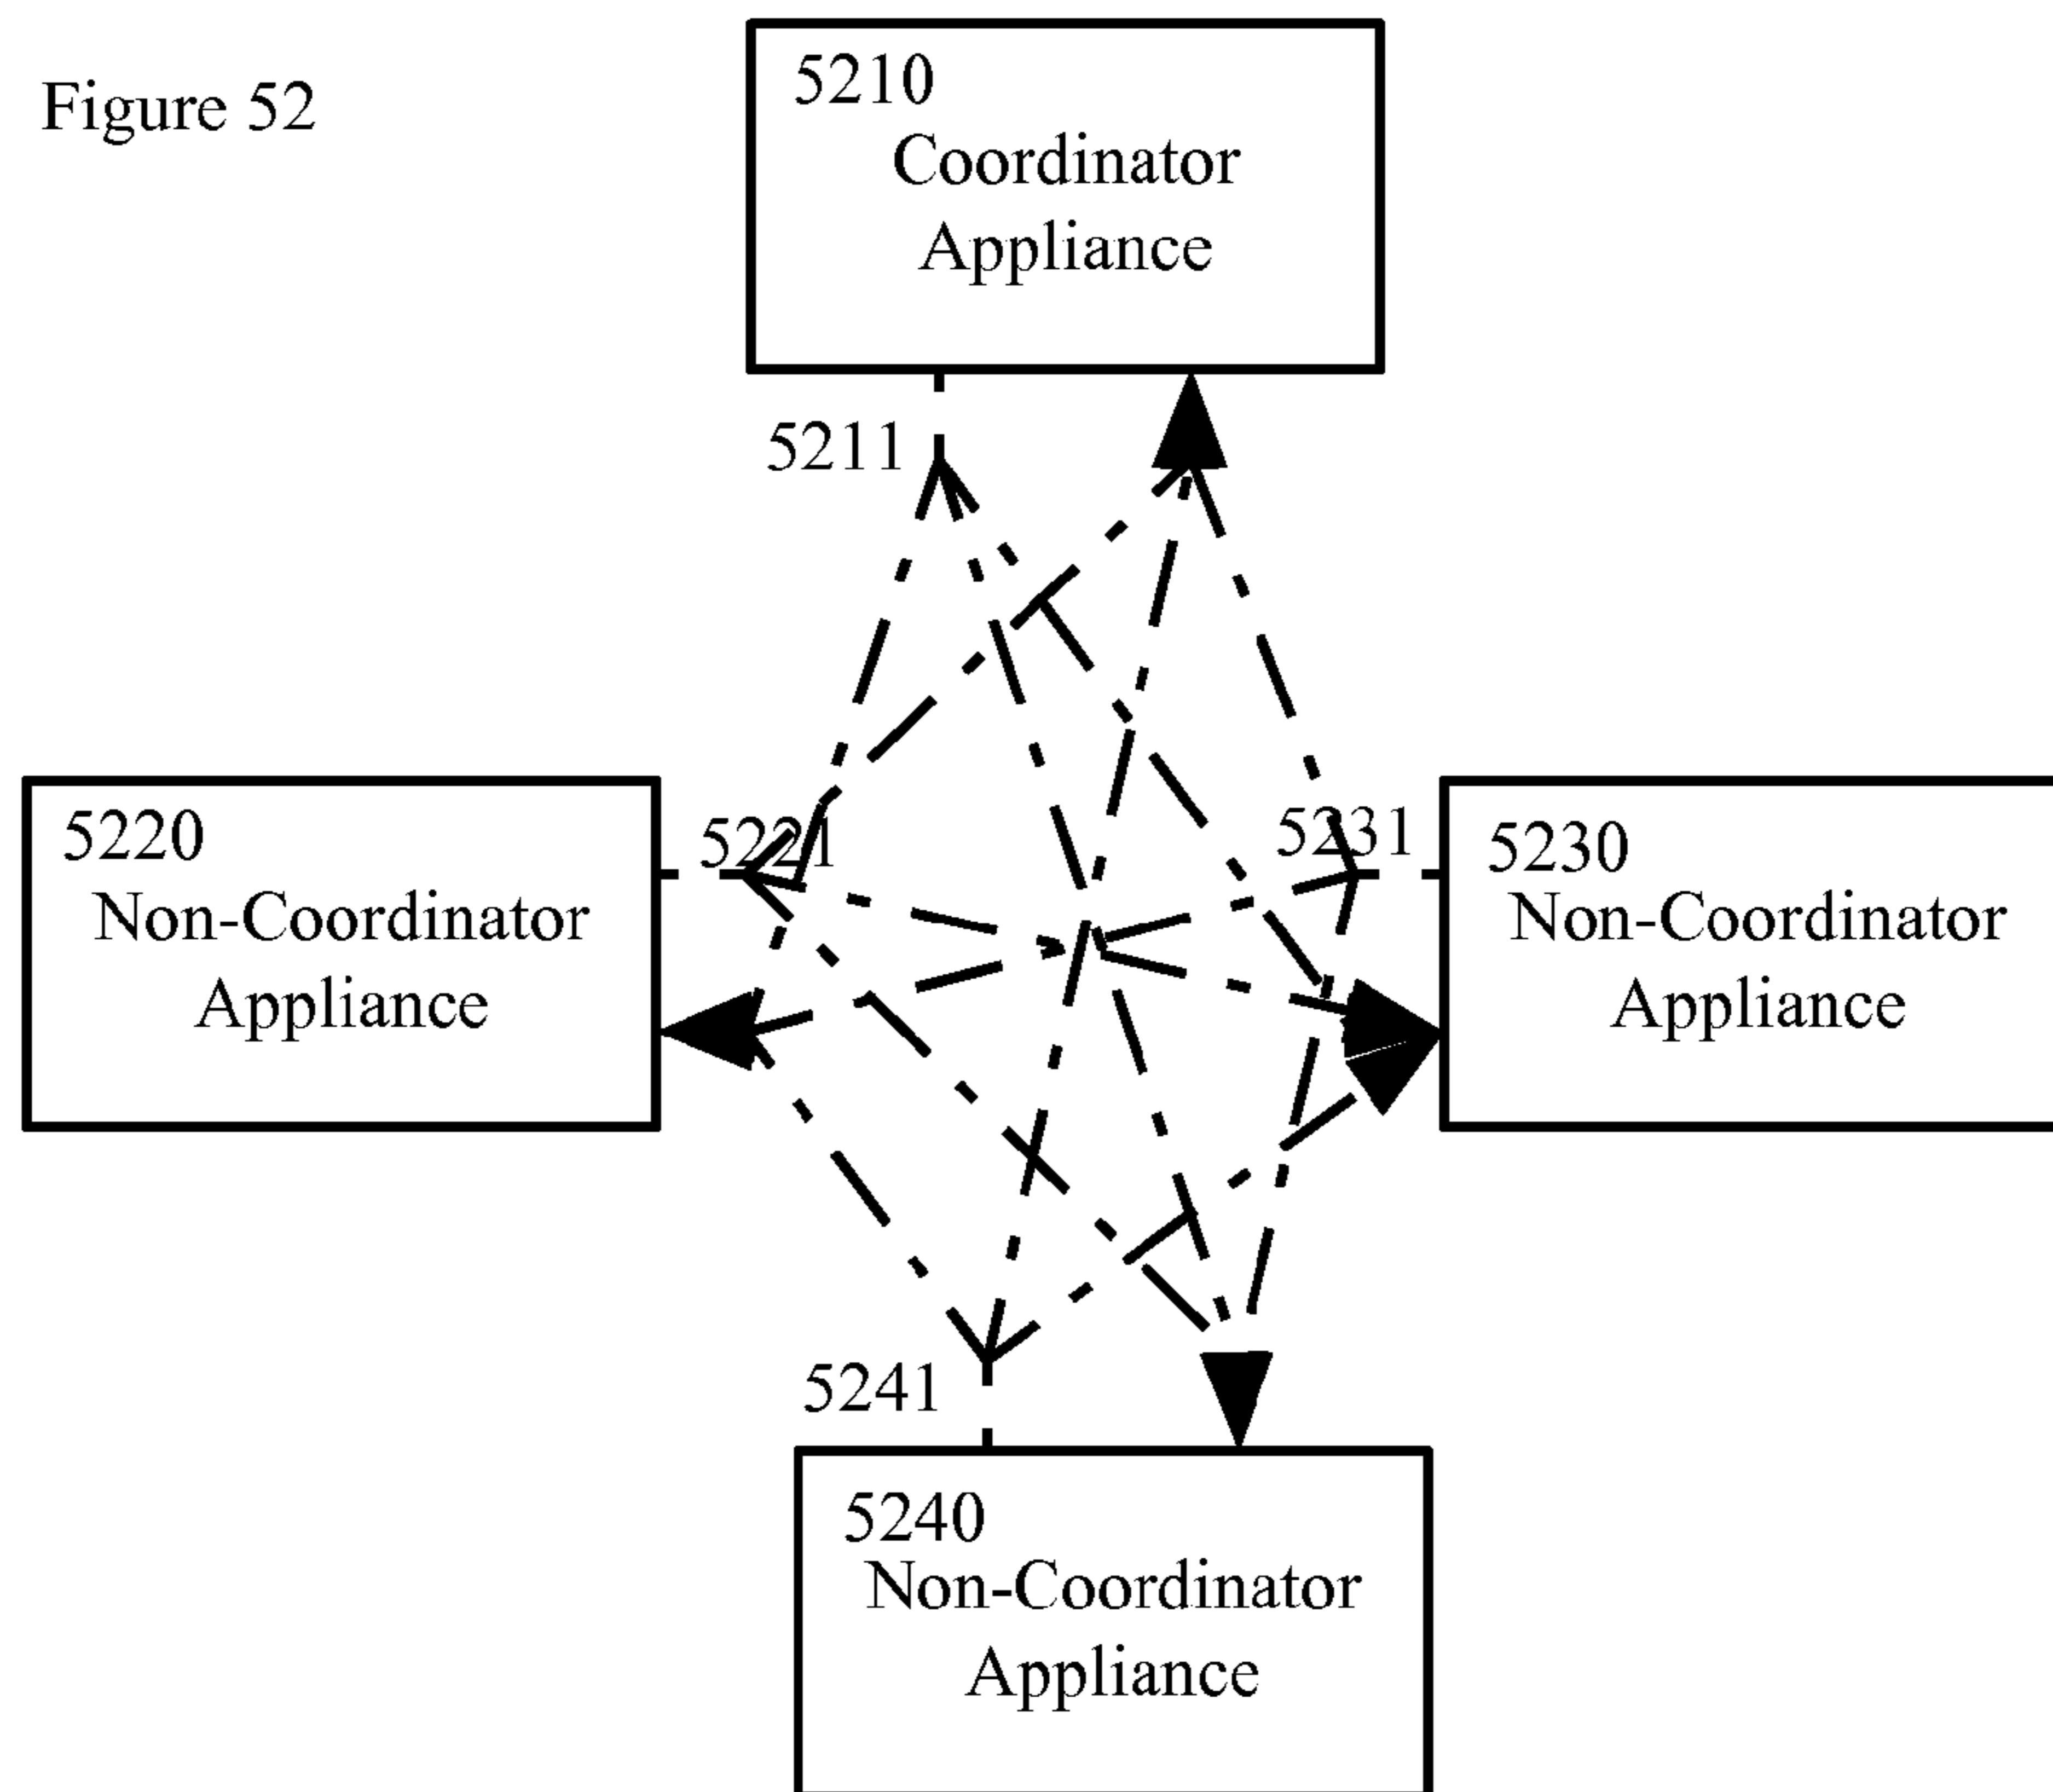 Figure 52
5210
Coordinator
Appliance
5211
5220
Non-Coordinator
Appliance
5221
5231
5230
Non-Coordinator
Appliance
5241
5240
Non-Coordinator
Appliance